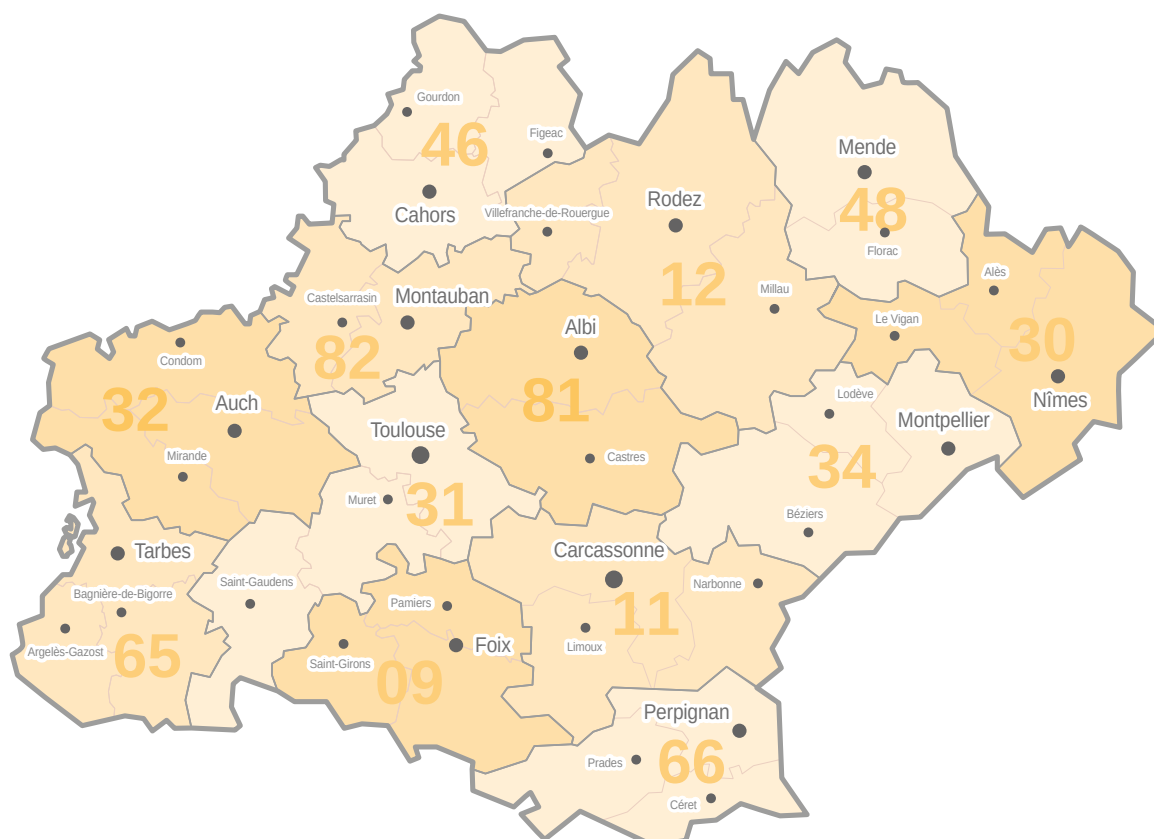 Gourdon
46
Figeac
Cahors
Mende
48
Florac
Villefranche-de-Rouergue
Rodez
12
Millau
Alès
Le Vigan
30
Nîmes
Castelsarrasin
Montauban
82
Albi
81
Castres
Condom
32
Auch
Mirande
Toulouse
31
Muret
Lodève
Montpellier
34
Béziers
Tarbes
Bagnière-de-Bigorre
Argelès-Gazost
65
Saint-Gaudens
Pamiers
Saint-Girons
Foix
09
Carcassonne
Narbonne
11
Limoux
Perpignan
66
Prades
Céret